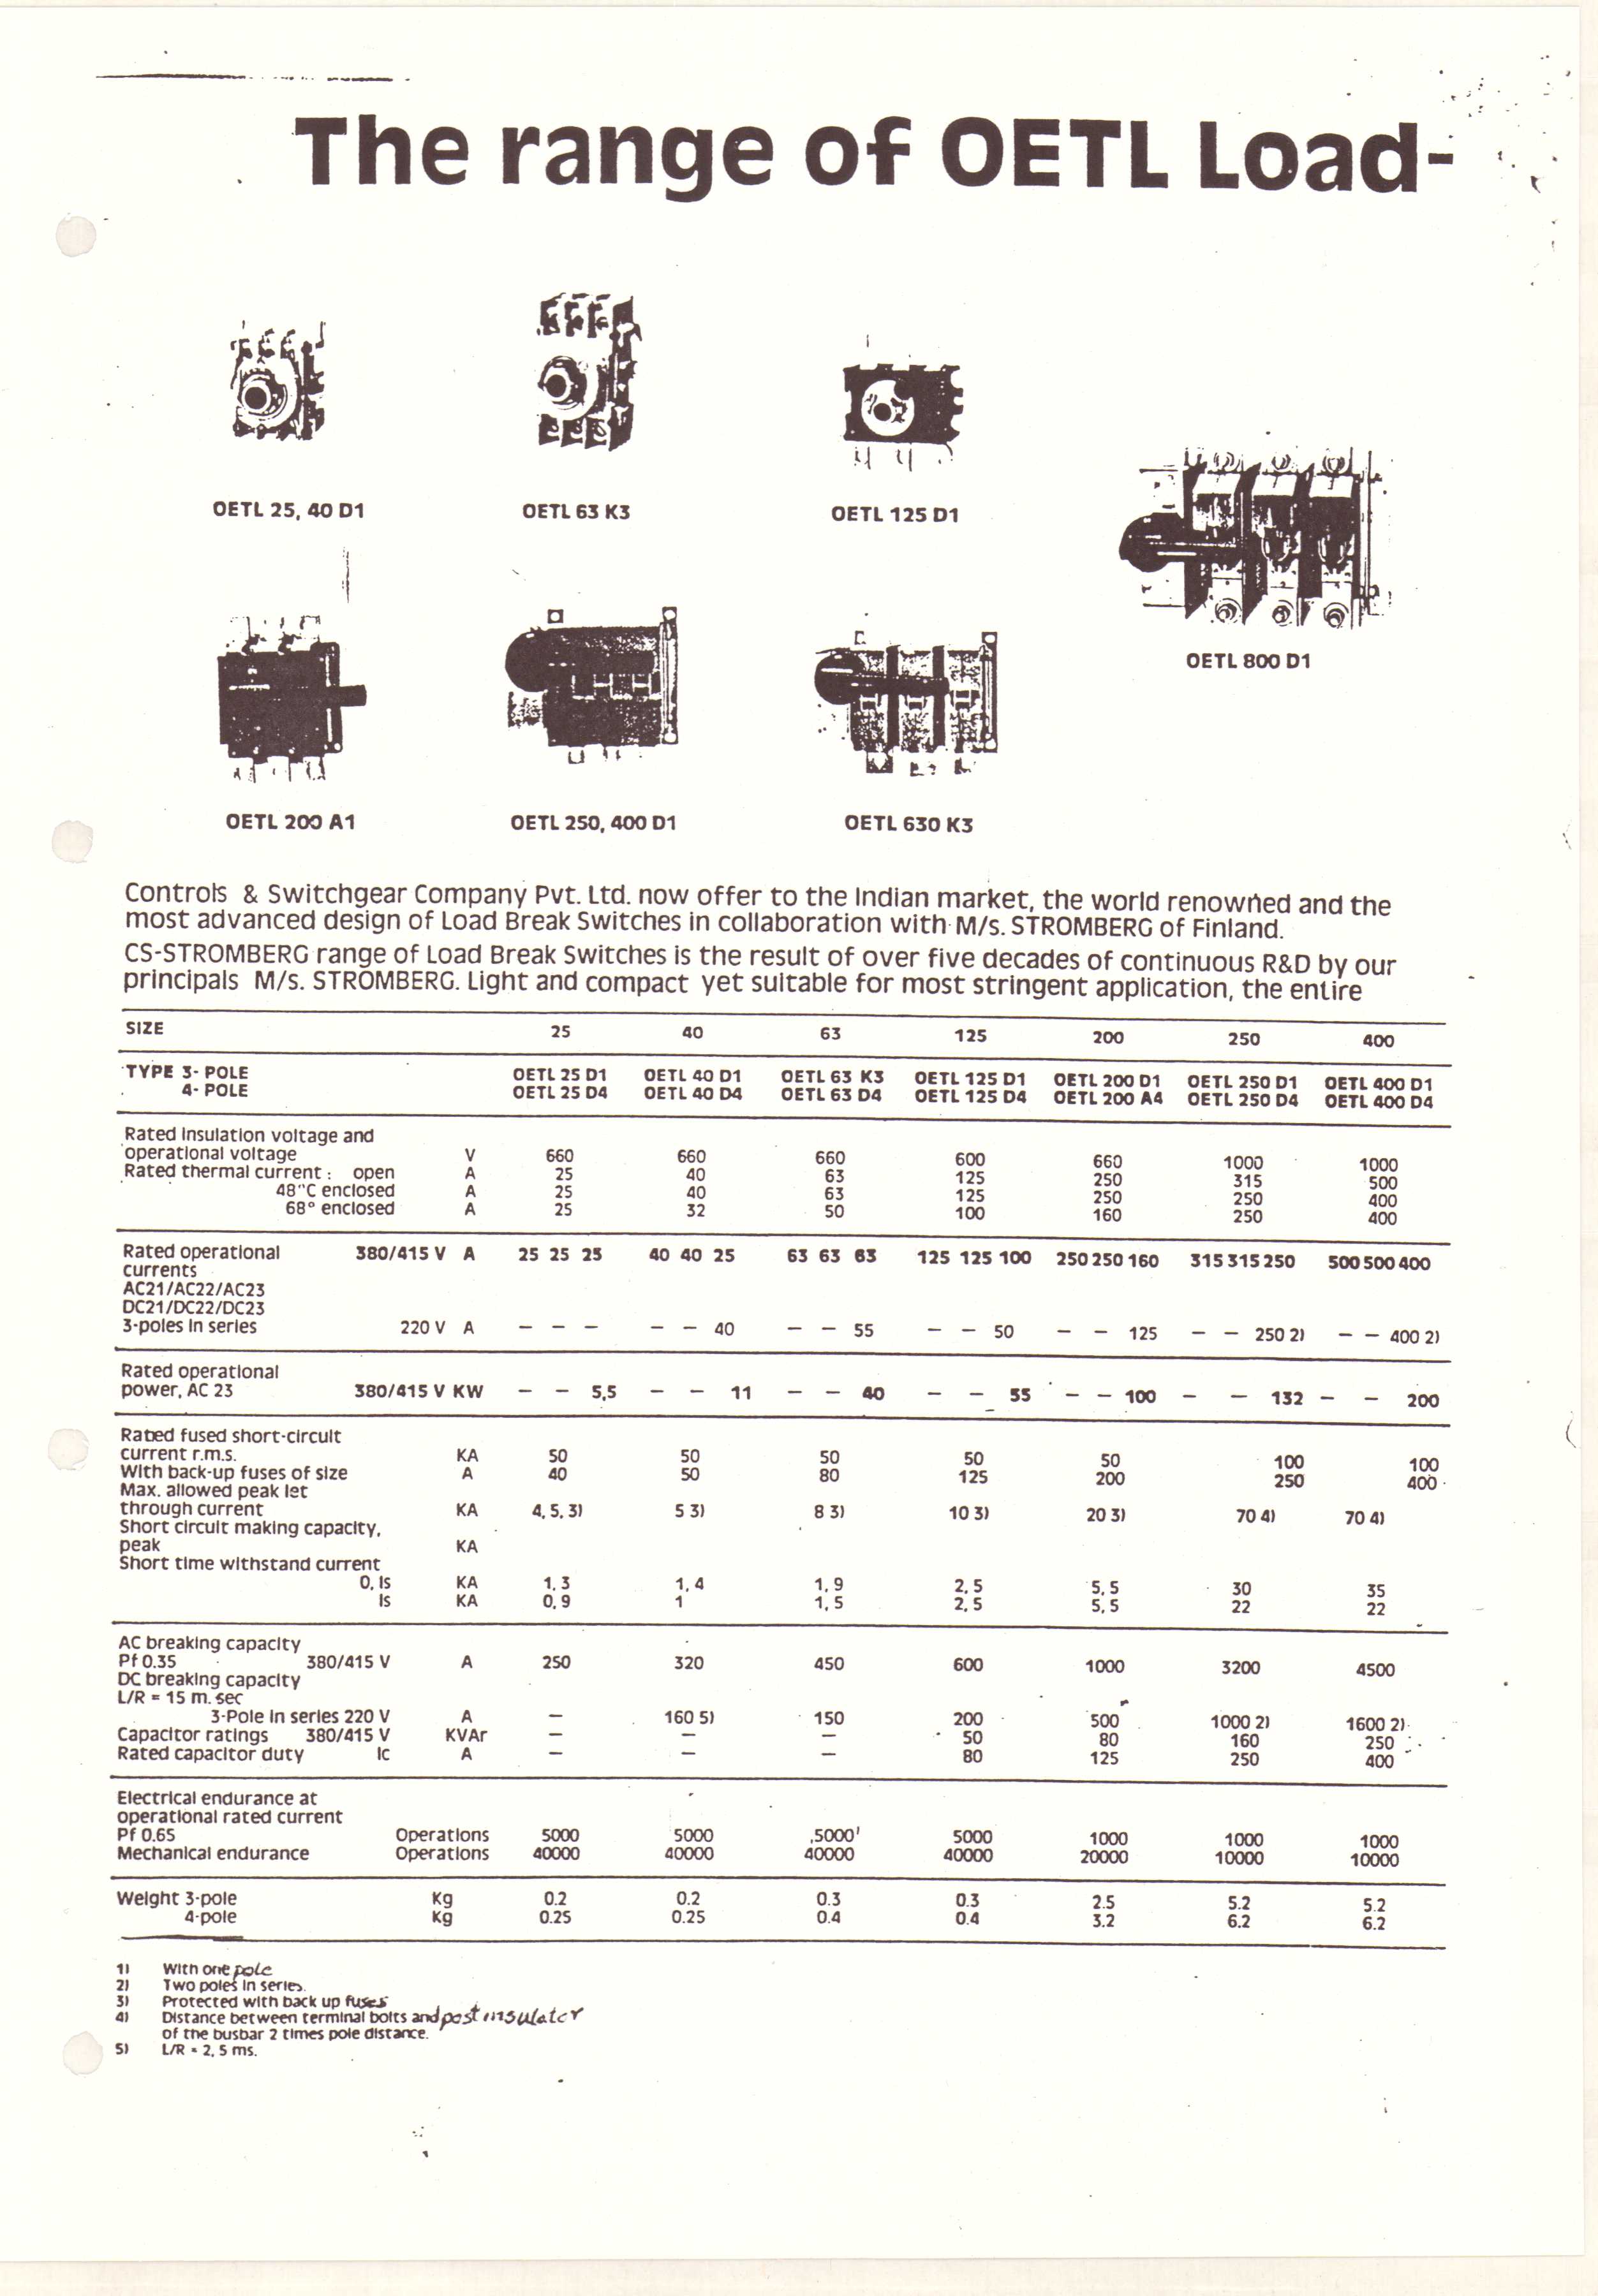 The range of OETL Load-
OETL 25, 40 D1
OETL 63 K3
OETL 125 D1
OETL 800 D1
OETL 200 A1
OETL 250, 400 D1
OETL 630 K3
Controls & Switchgear Company Pvt. Ltd. now offer to the Indian market, the world renowned and the
most advanced design of Load Break Switches in collaboration with M/s. STROMBERG of Finland.
CS-STROMBERG range of Load Break Switches is the result of over five decades of continuous R&D by our
principals M/s. STROMBERG. Light and compact yet suitable for most stringent application, the entire
SIZE 25 40 63 125 200 250 400
TYPE 3- POLE OETL 25 D1 OETL 40 D1 OETL 63 K3 OETL 125 D1 OETL 200 D1 OETL 250 D1 OETL 400 D1
4- POLE OETL 25 D4 OETL 40 D4 OETL 63 D4 OETL 125 D4 OETL 200 A4 OETL 250 D4 OETL 400 D4
Rated Insulation voltage and
operational voltage V 660 660 660 600 660 1000 1000
Rated thermal current : open A 25 40 63 125 250 315 500
48°C enclosed A 25 40 63 125 250 250 400
68° enclosed A 25 32 50 100 160 250 400
Rated operational 380/415 V A 25 25 25 40 40 25 63 63 63 125 125 100 250 250 160 315 315 250 500 500 400
currents
AC21/AC22/AC23
DC21/DC22/DC23
3-poles in series 220 V A – – – – – 40 – – 55 – – 50 – – 125 – – 250 2) – – 400 2)
Rated operational
power, AC 23 380/415 V KW – – 5,5 – – 11 – – 40 – – 55 – – 100 – – 132 – – 200
Rated fused short-circuit
current r.m.s. KA 50 50 50 50 50 100 100
With back-up fuses of size A 40 50 80 125 200 250 400
Max. allowed peak let
through current KA 4, 5, 3) 5 3) 8 3) 10 3) 20 3) 70 4) 70 4)
Short circuit making capacity,
peak KA
Short time withstand current
0, Is KA 1, 3 1, 4 1, 9 2, 5 5, 5 30 35
Is KA 0, 9 1 1, 5 2, 5 5, 5 22 22
AC breaking capacity
Pf 0.35 380/415 V A 250 320 450 600 1000 3200 4500
DC breaking capacity
L/R = 15 m. sec
3-Pole in series 220 V A – 160 5) 150 200 500 1000 2) 1600 2)
Capacitor ratings 380/415 V KVAr – – – 50 80 160 250
Rated capacitor duty Ic A – – – 80 125 250 400
Electrical endurance at
operational rated current
Pf 0.65 Operations 5000 5000 5000 5000 1000 1000 1000
Mechanical endurance Operations 40000 40000 40000 40000 20000 10000 10000
Weight 3-pole Kg 0.2 0.2 0.3 0.3 2.5 5.2 5.2
4-pole Kg 0.25 0.25 0.4 0.4 3.2 6.2 6.2
1) With one pole
2) Two poles in series.
3) Protected with back up fuses
4) Distance between terminal bolts and post insulator
of the busbar 2 times pole distance.
5) L/R = 2, 5 ms.